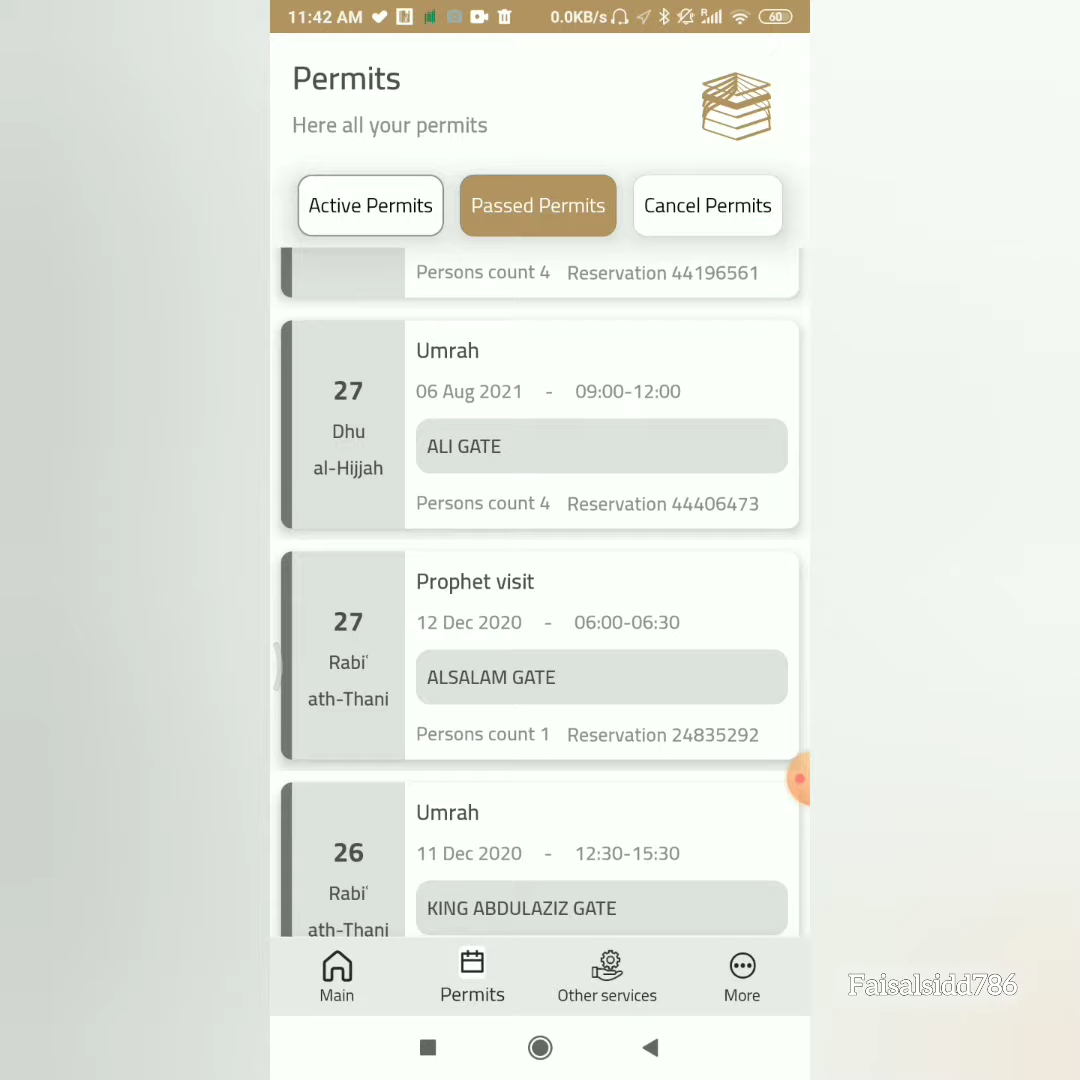 11:42 AM
0.0KB/s
R
60
Permits
Here all your permits
Active Permits
Passed Permits
Cancel Permits
Persons count 4 Reservation 44196561
27
Dhu
al-Hijjah
Umrah
06 Aug 2021 - 09:00-12:00
ALI GATE
Persons count 4 Reservation 44406473
27
Rabiʿ
ath-Thani
Prophet visit
12 Dec 2020 - 06:00-06:30
ALSALAM GATE
Persons count 1 Reservation 24835292
26
Rabiʿ
ath-Thani
Umrah
11 Dec 2020 - 12:30-15:30
KING ABDULAZIZ GATE
Main
Permits
Other services
More
Faisalsidd786